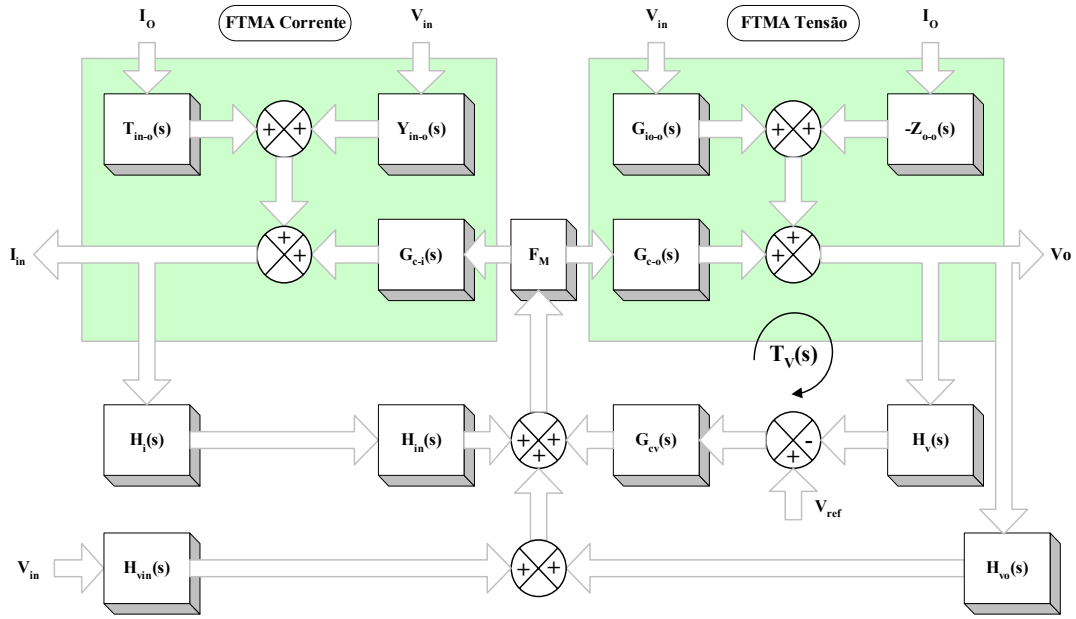 I_O
FTMA Corrente
V_in
V_in
FTMA Tensão
I_O
T_in-o(s)
+ +
Y_in-o(s)
G_io-o(s)
+ +
-Z_o-o(s)
I_in
+ +
G_c-i(s)
F_M
G_c-o(s)
+ +
Vo
T_V(s)
H_i(s)
H_in(s)
+ + +
G_cv(s)
- +
H_v(s)
V_ref
V_in
H_vin(s)
+ +
H_vo(s)